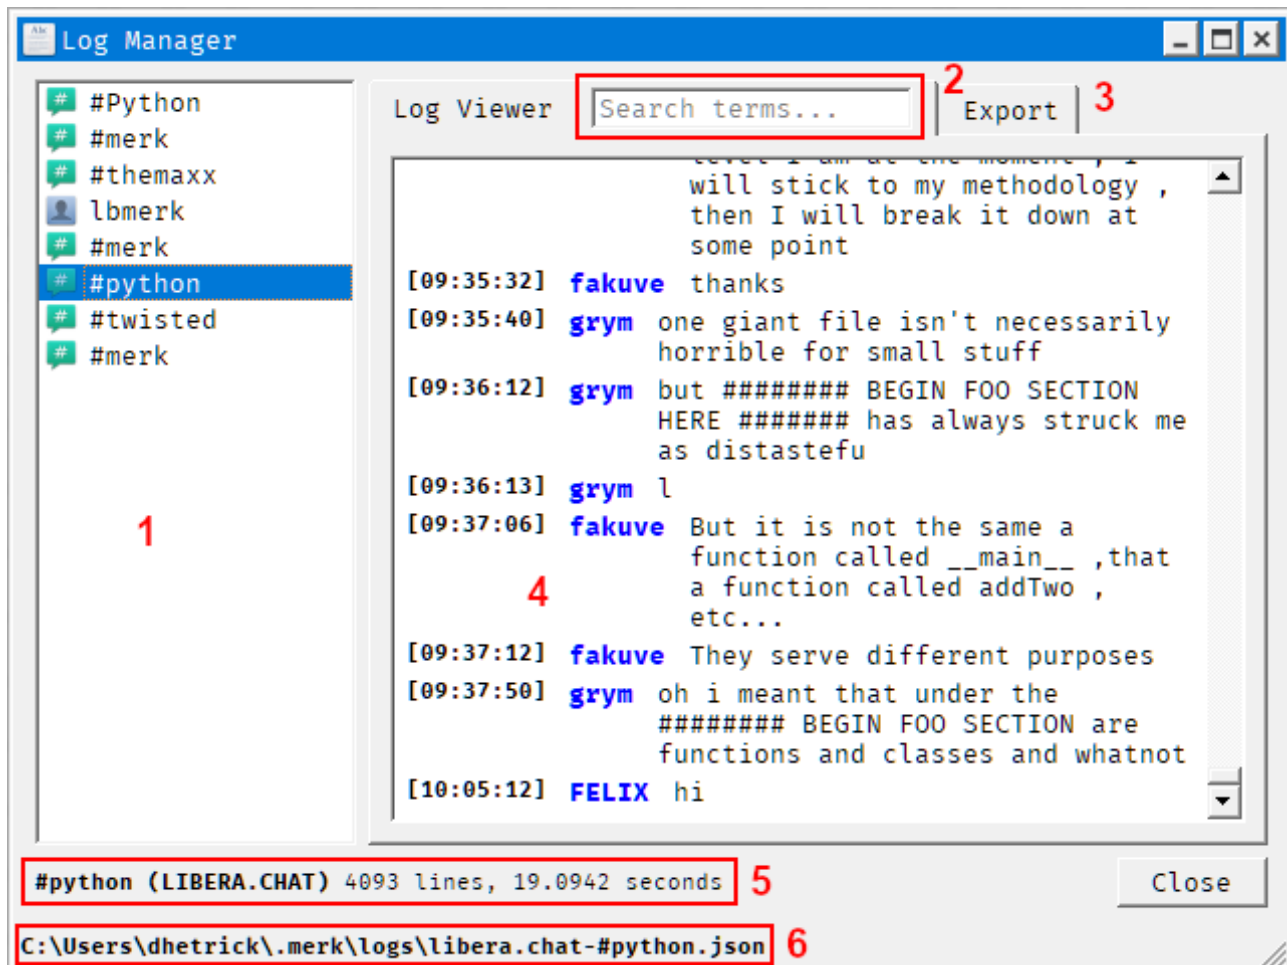 Log Manager
#Python
#merk
#themaxx
lbmerk
#merk
#python
#twisted
#merk
1
Log Viewer
Search terms...
2
Export
3
level I am at the moment , I
will stick to my methodology ,
then I will break it down at
some point
[09:35:32] fakuve thanks
[09:35:40] grym one giant file isn't necessarily
horrible for small stuff
[09:36:12] grym but ######## BEGIN FOO SECTION
HERE ####### has always struck me
as distastefu
[09:36:13] grym l
[09:37:06] fakuve But it is not the same a
function called __main__ ,that
a function called addTwo ,
etc...
4
[09:37:12] fakuve They serve different purposes
[09:37:50] grym oh i meant that under the
######## BEGIN FOO SECTION are
functions and classes and whatnot
[10:05:12] FELIX hi
#python (LIBERA.CHAT) 4093 lines, 19.0942 seconds
5
Close
C:\Users\dhetrick\.merk\logs\libera.chat-#python.json
6